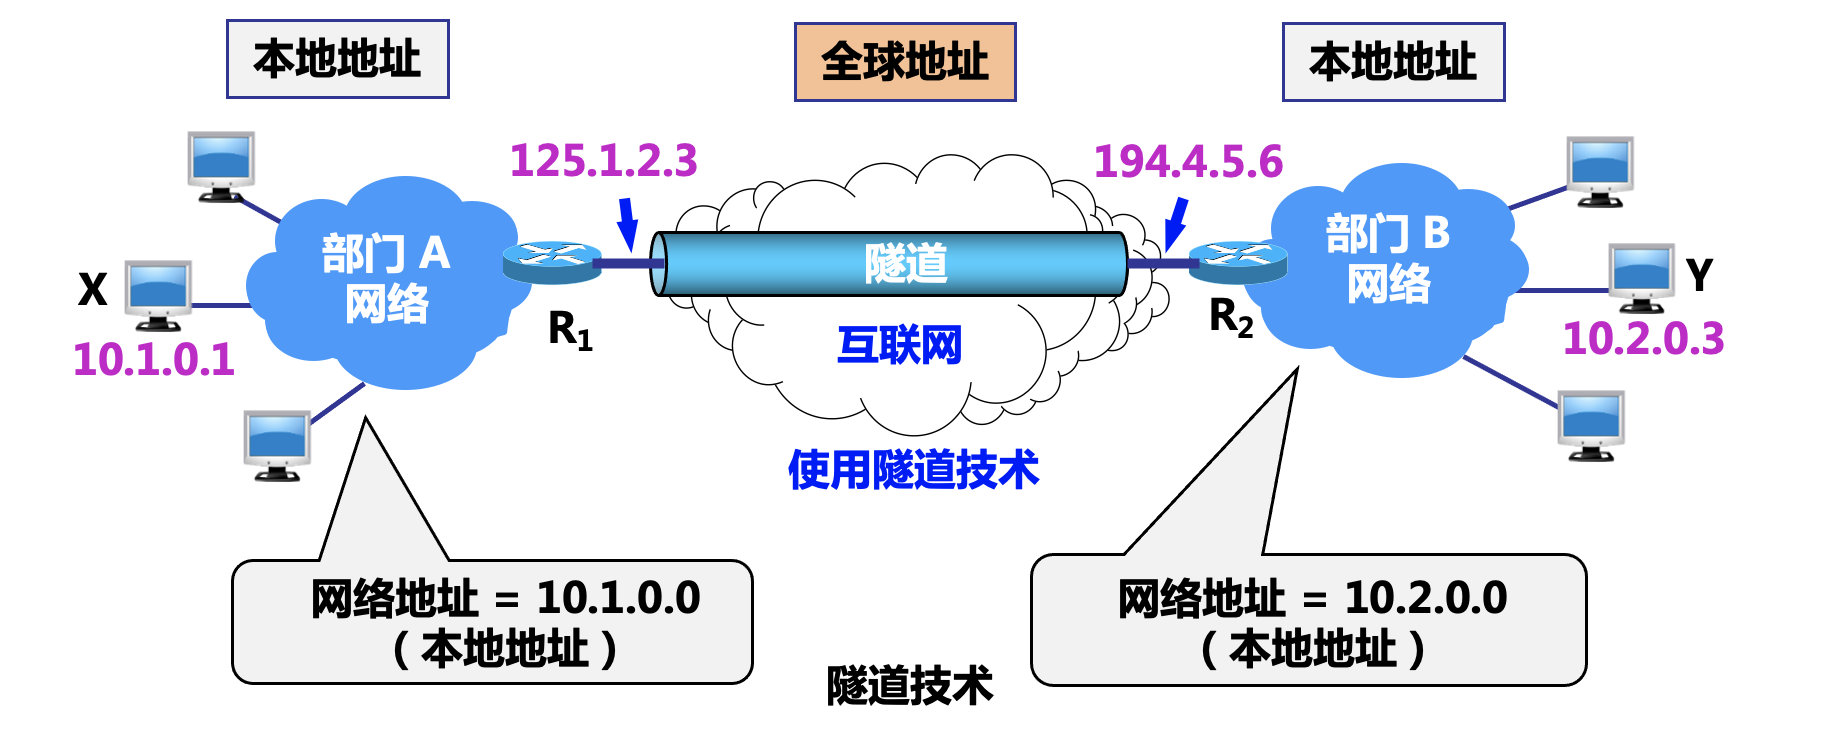 本地地址
全球地址
本地地址
125.1.2.3
194.4.5.6
部门 A
网络
隧道
部门 B
网络
X
Y
R1
R2
互联网
10.1.0.1
10.2.0.3
使用隧道技术
网络地址 = 10.1.0.0
（本地地址）
网络地址 = 10.2.0.0
（本地地址）
隧道技术